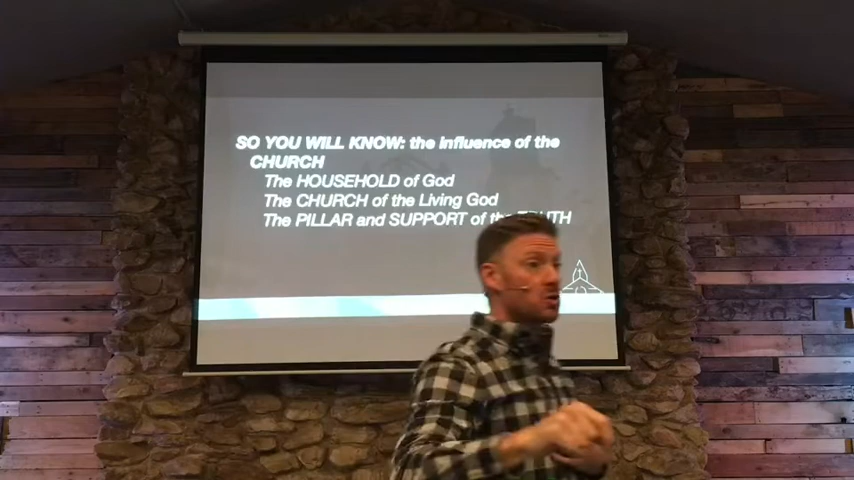 SO YOU WILL KNOW: the Influence of the
CHURCH
The HOUSEHOLD of God
The CHURCH of the Living God
The PILLAR and SUPPORT of the TRUTH